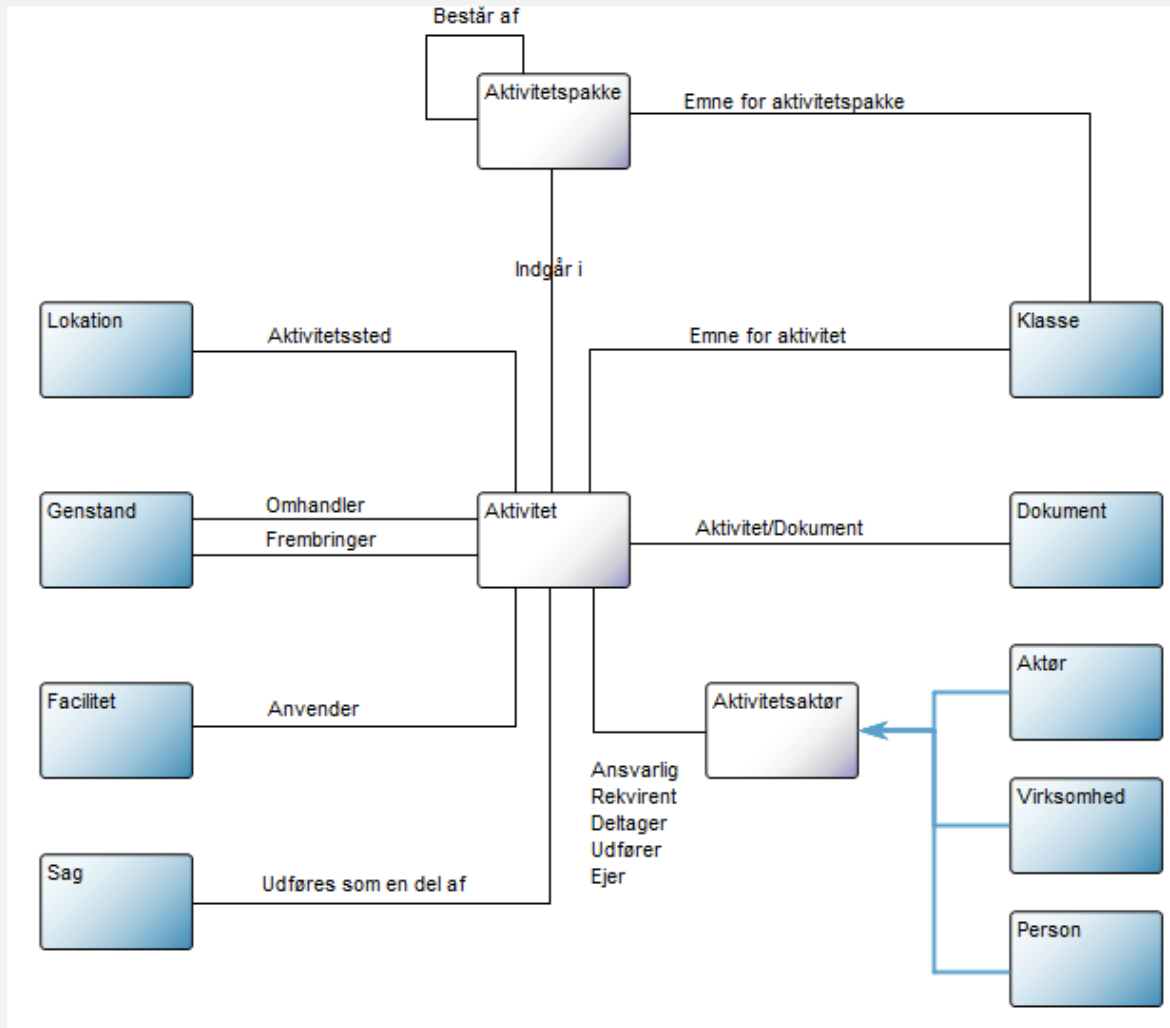 Består af
Aktivitetspakke
Emne for aktivitetspakke
Indgår i
Lokation
Aktivitetssted
Emne for aktivitet
Klasse
Genstand
Omhandler
Frembringer
Aktivitet
Aktivitet/Dokument
Dokument
Facilitet
Anvender
Aktivitetsaktør
Aktør
Ansvarlig
Rekvirent
Deltager
Udfører
Ejer
Virksomhed
Sag
Udføres som en del af
Person